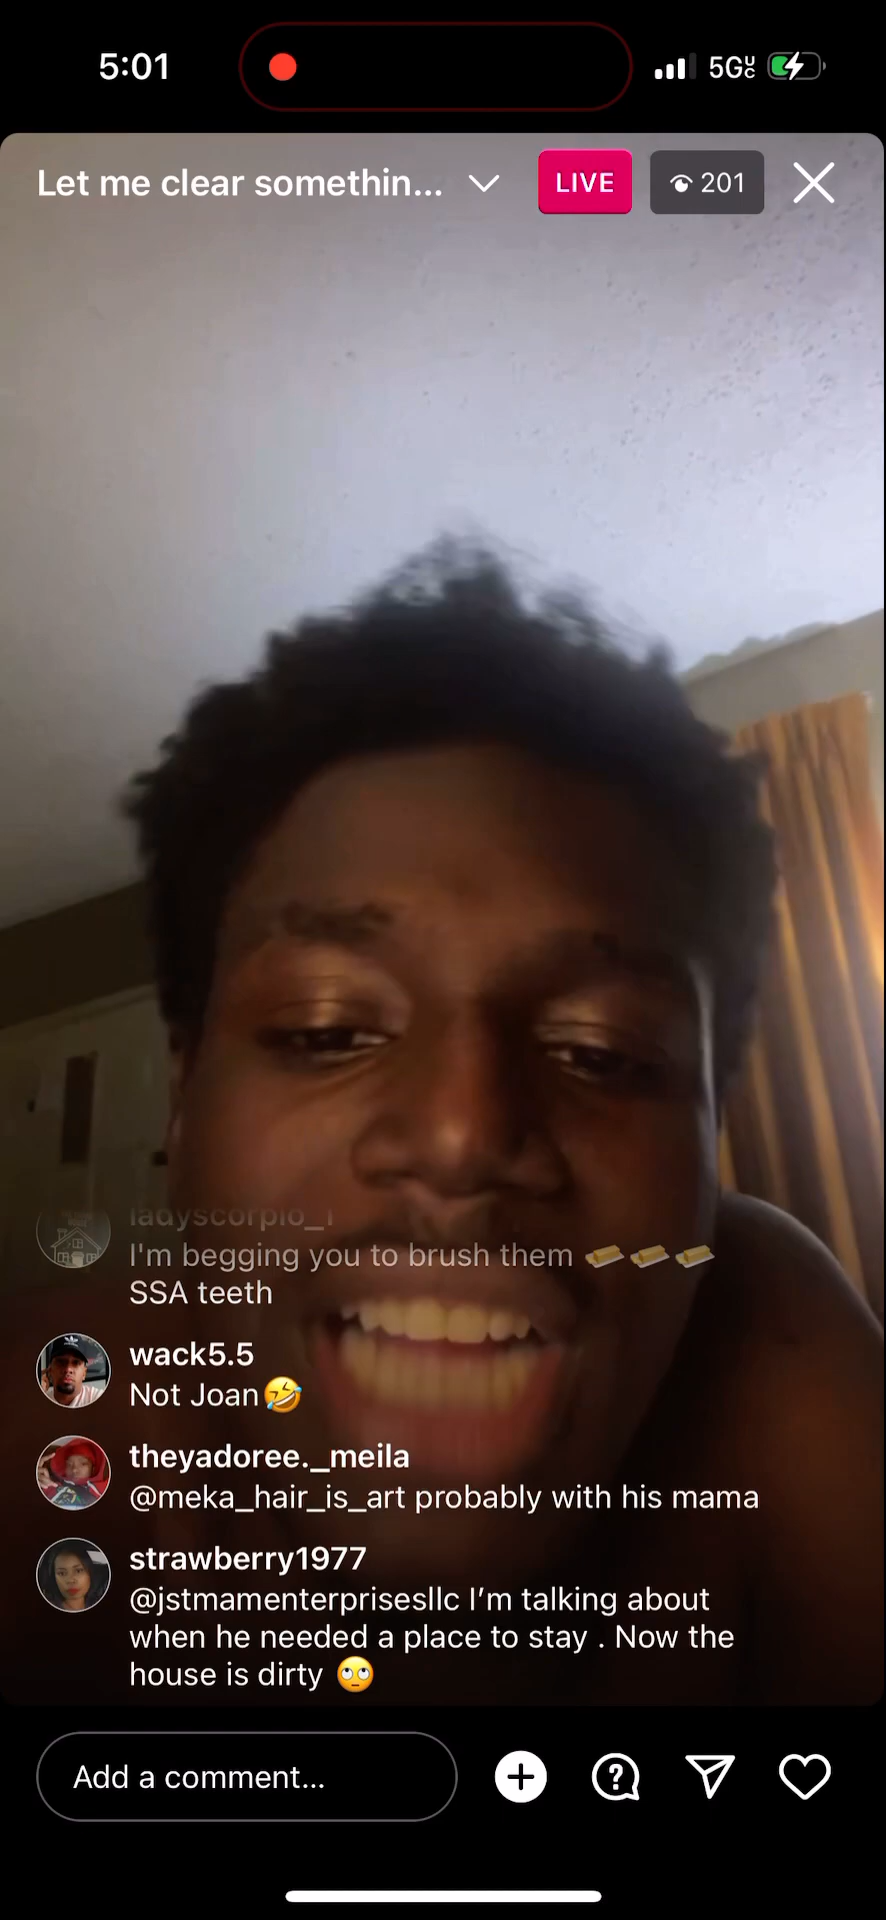 5:01
5GUC
Let me clear somethin...
LIVE
201
ladyscorpio_1
I'm begging you to brush them 🧈🧈🧈
SSA teeth
wack5.5
Not Joan🤣
theyadoree._meila
@meka_hair_is_art probably with his mama
strawberry1977
@jstmamenterprisesllc I’m talking about
when he needed a place to stay . Now the
house is dirty 🙄
Add a comment...